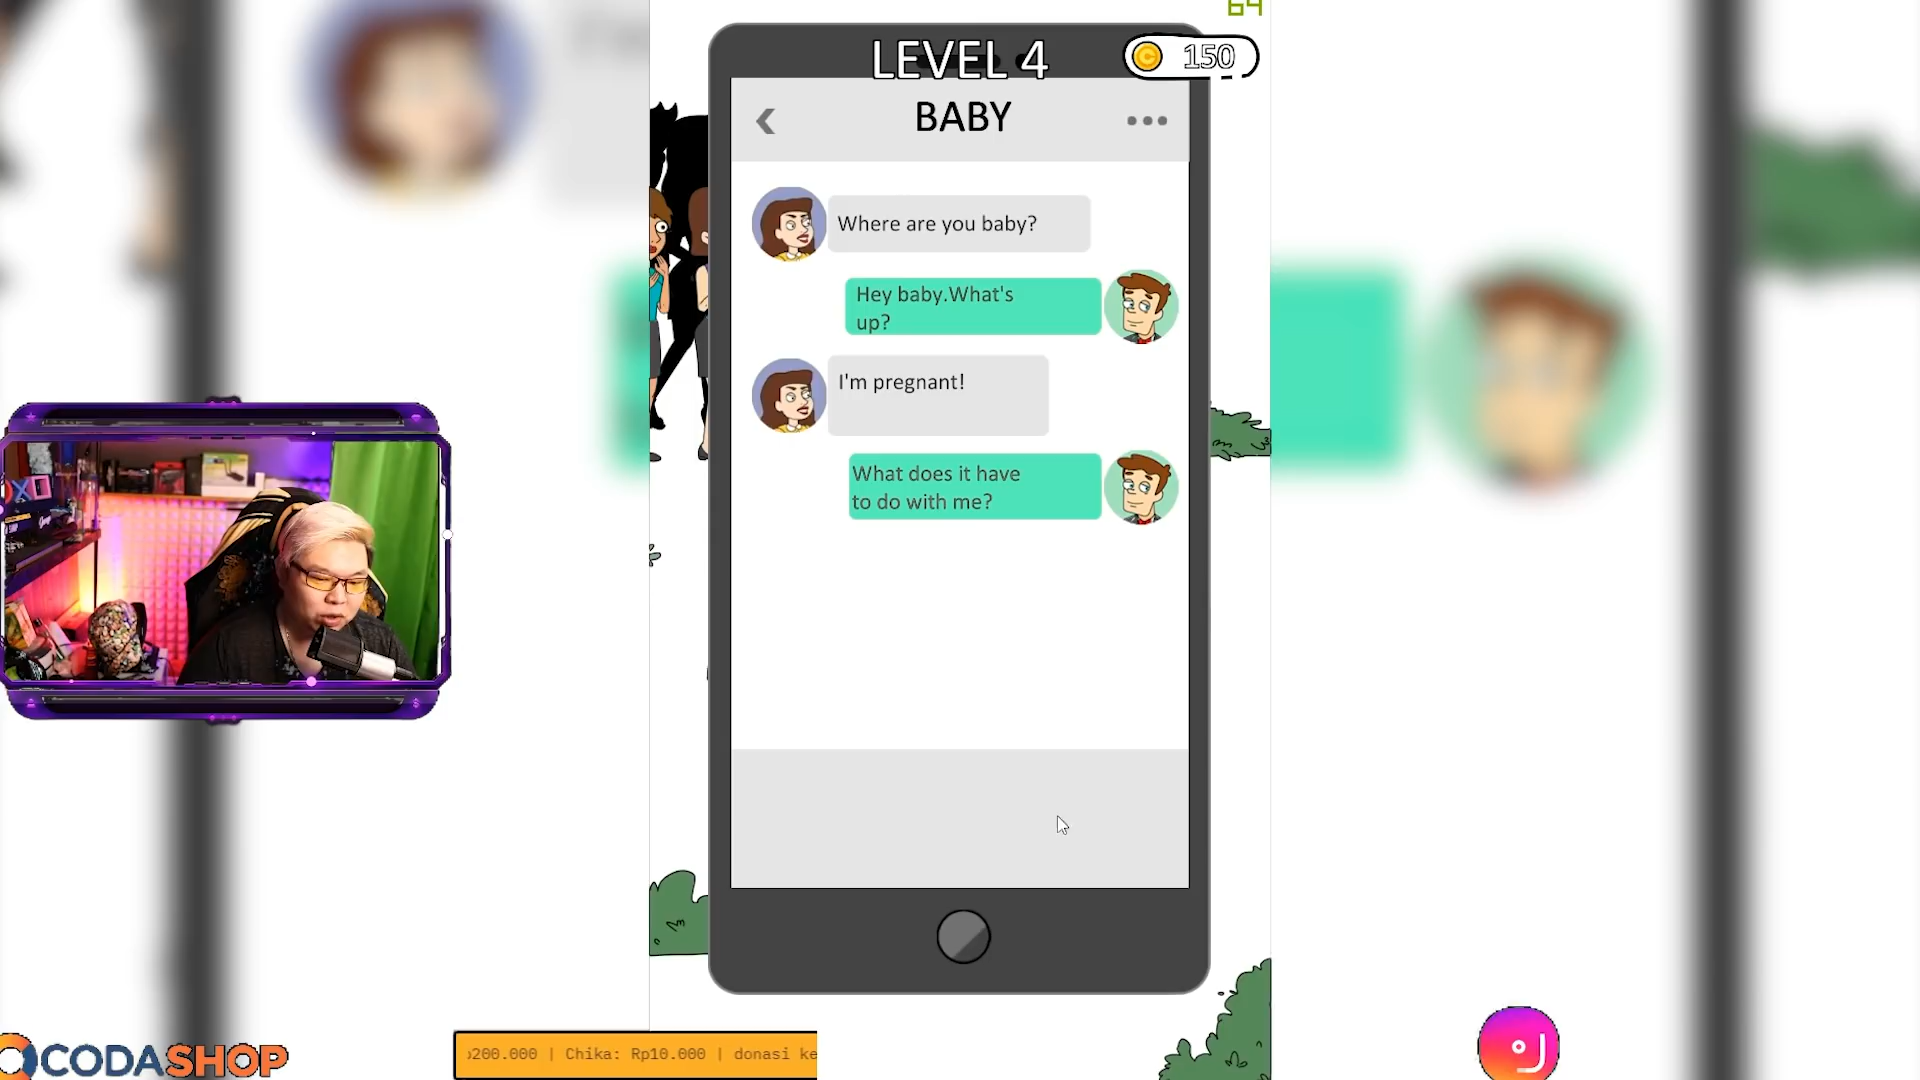 64
LEVEL 4
150
BABY
Where are you baby?
Hey baby.What's
up?
I'm pregnant!
What does it have
to do with me?
200.000 | Chika: Rp10.000 | donasi ke
CODASHOP